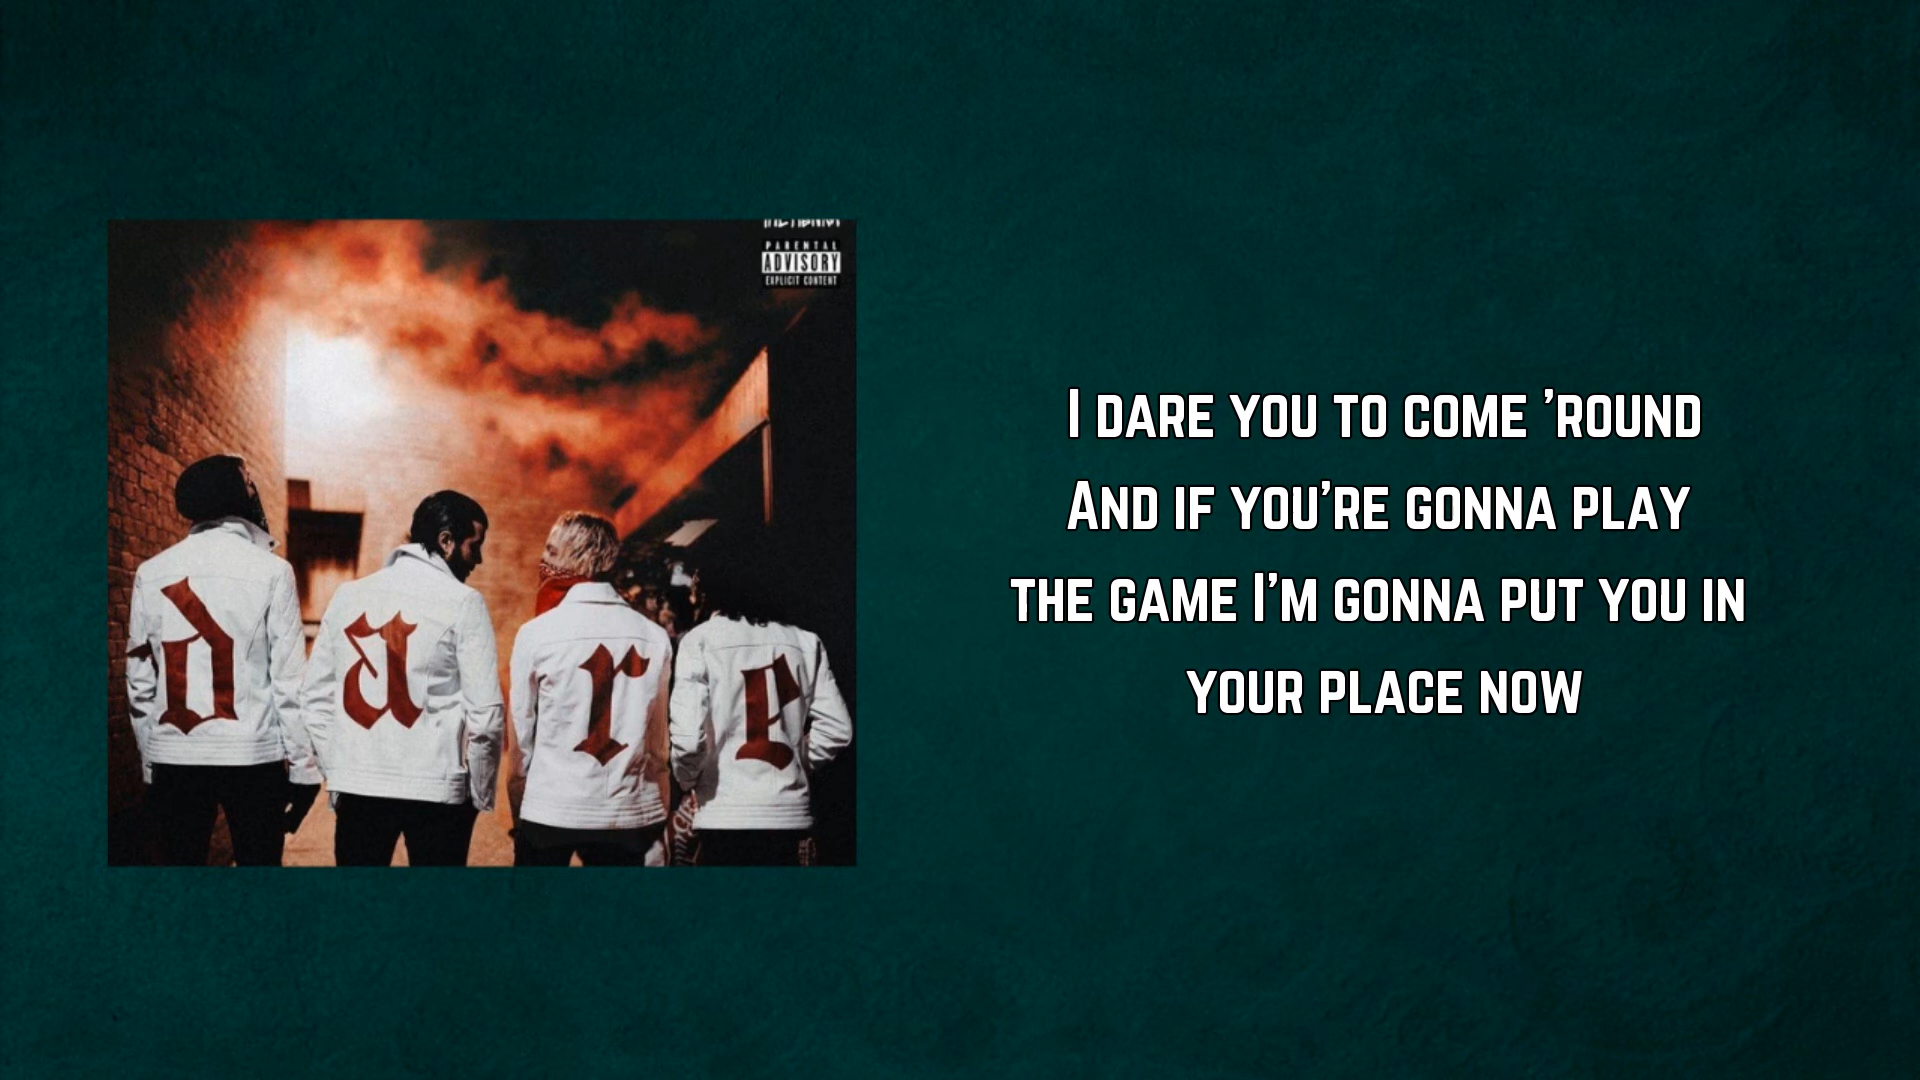 PARENTAL
ADVISORY
EXPLICIT CONTENT
d a r e
I DARE YOU TO COME 'ROUND
AND IF YOU'RE GONNA PLAY
THE GAME I'M GONNA PUT YOU IN
YOUR PLACE NOW